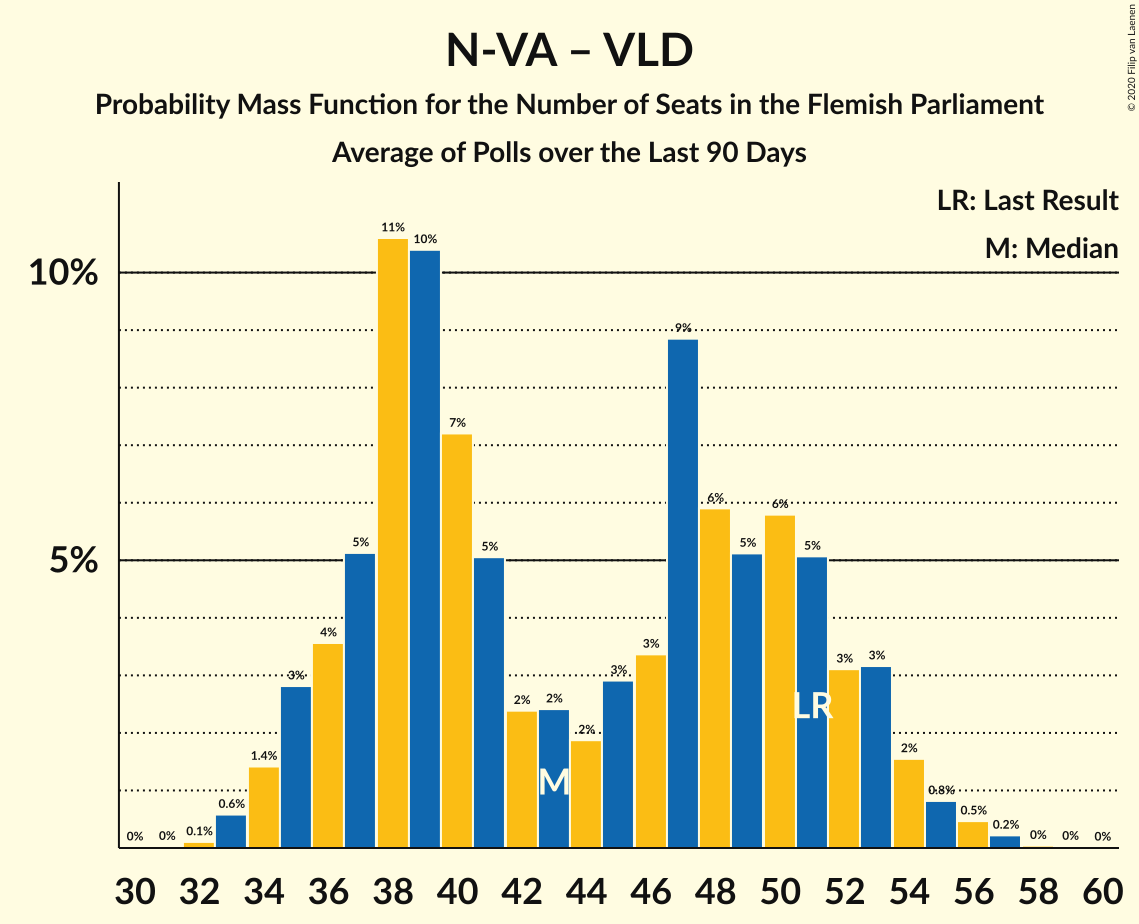 © 2020 Filip van Laenen
N-VA – VLD
Probability Mass Function for the Number of Seats in the Flemish Parliament
Average of Polls over the Last 90 Days
LR: Last Result
M: Median
10%
5%
0% 0% 0.1% 0.6% 1.4% 3% 4% 5% 11% 10% 7% 5% 2% 2% 2% 3% 3% 9% 6% 5% 6% 5% 3% 3% 2% 0.8% 0.5% 0.2% 0% 0% 0%
LR
M
30 32 34 36 38 40 42 44 46 48 50 52 54 56 58 60